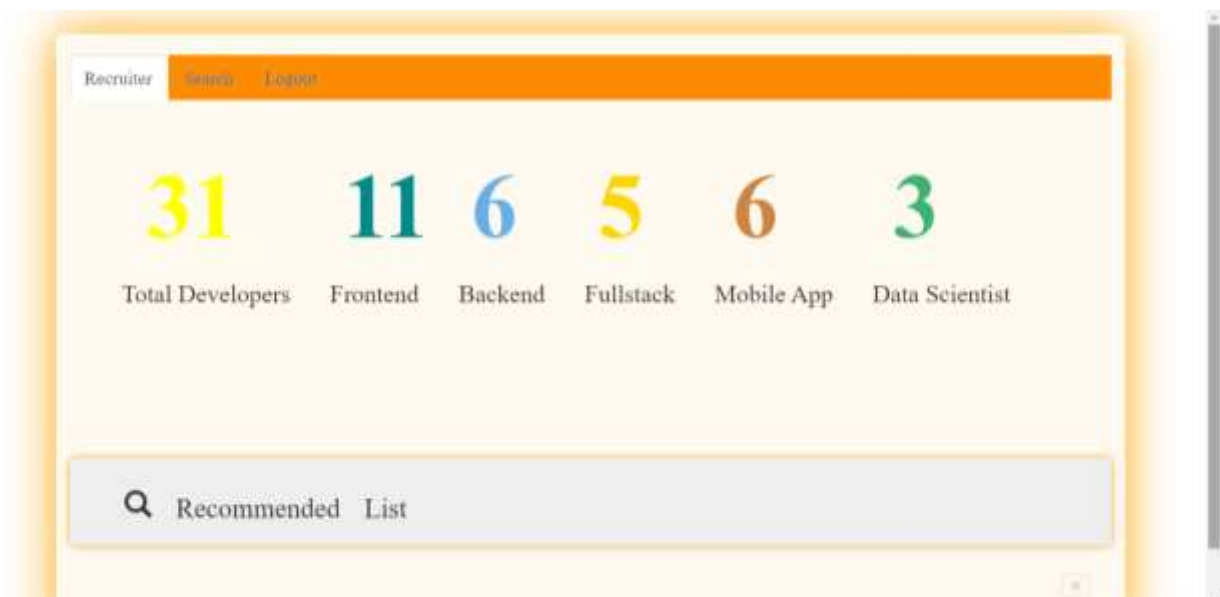 Recruiter Search Logout
31 11 6 5 6 3
Total Developers Frontend Backend Fullstack Mobile App Data Scientist
Recommended List